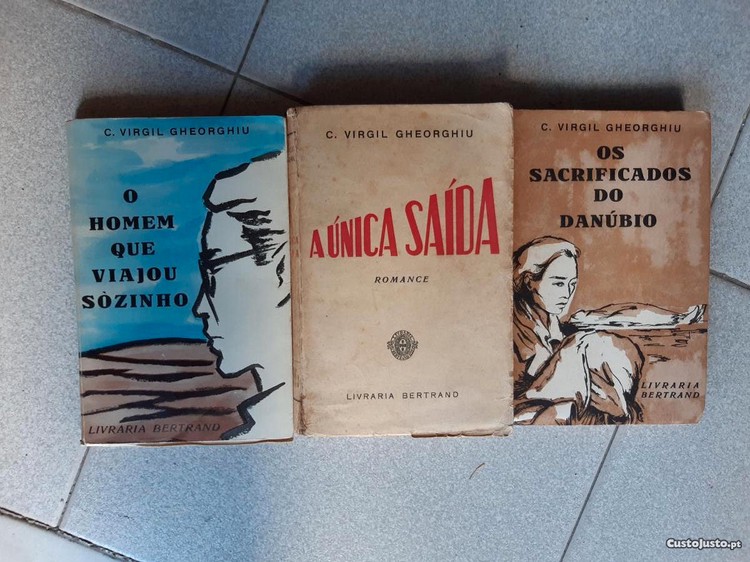 C. VIRGIL GHEORGHIU
O
HOMEM
QUE
VIAJOU
SÒZINHO
LIVRARIA BERTRAND
C. VIRGIL GHEORGHIU
A ÚNICA SAÍDA
ROMANCE
LIVRARIA BERTRAND
C. VIRGIL GHEORGHIU
OS
SACRIFICADOS
DO
DANÚBIO
LIVRARIA
BERTRAND
CustoJusto.pt